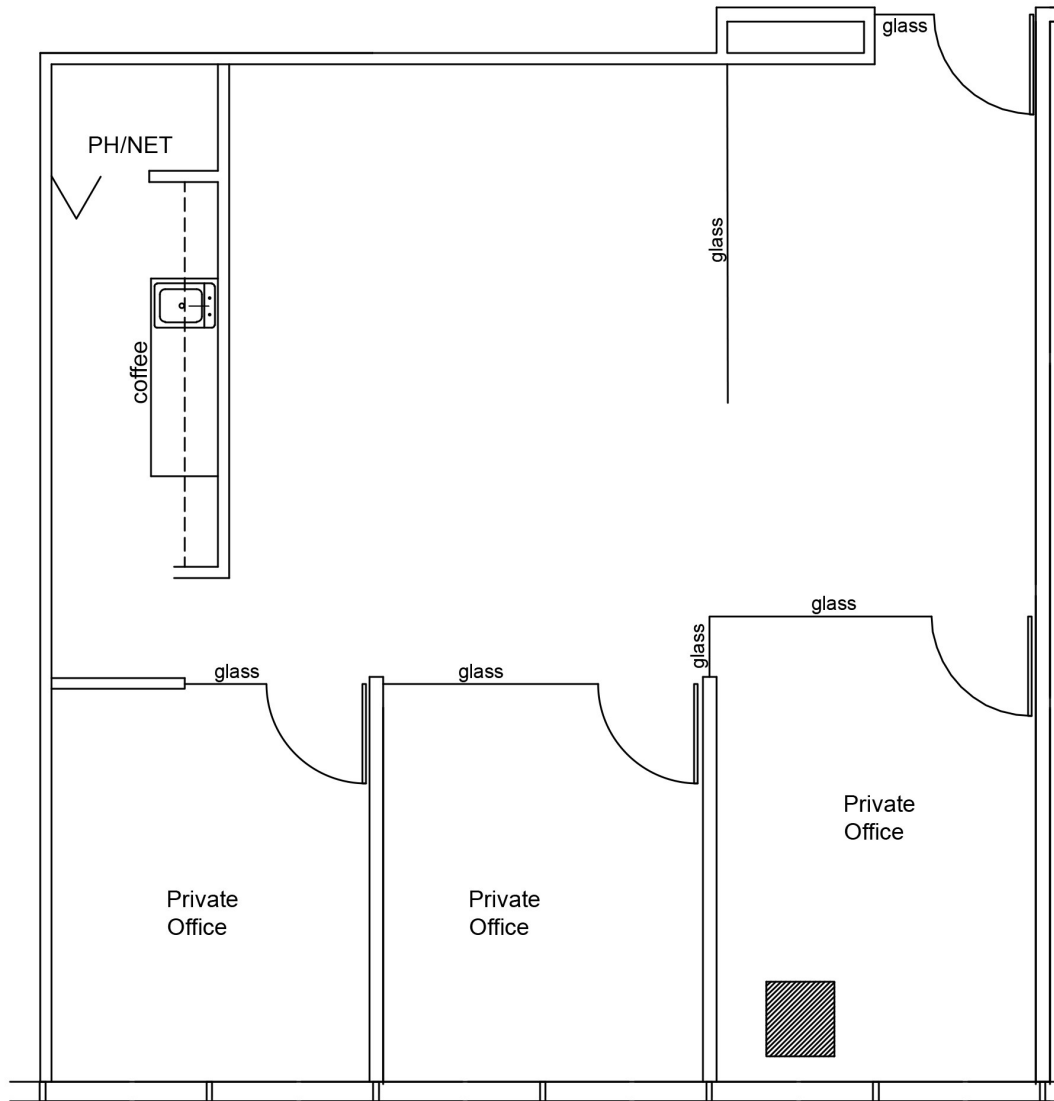 glass
PH/NET
glass
coffee
glass
glass
glass
glass
Private
Office
Private
Office
Private
Office